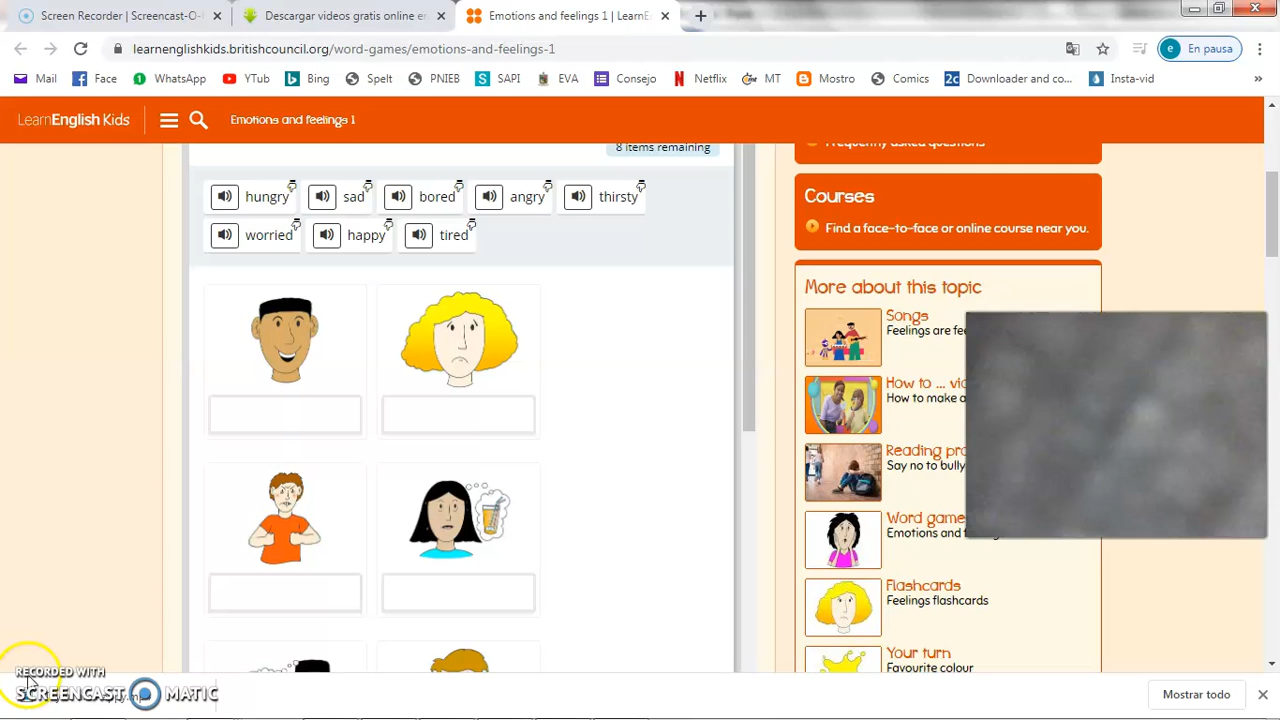 Screen Recorder | Screencast-O-
Descargar videos gratis online e
Emotions and feelings 1 | LearnE
learnenglishkids.britishcouncil.org/word-games/emotions-and-feelings-1
En pausa
Mail Face WhatsApp YTub Bing Spelt PNIEB SAPI EVA Consejo Netflix MT Mostro Comics Downloader and co... Insta-vid »
LearnEnglish Kids
Emotions and feelings 1
8 items remaining
hungry sad bored angry thirsty
worried happy tired
Frequently asked questions
Courses
Find a face-to-face or online course near you.
More about this topic
Songs
Feelings are fee
How to ... vi
How to make a
Reading pr
Say no to bully
Word game
Emotions and
Flashcards
Feelings flashcards
Your turn
Favourite colour
RECORDED WITH
SCREENCAST MATIC
Mostrar todo